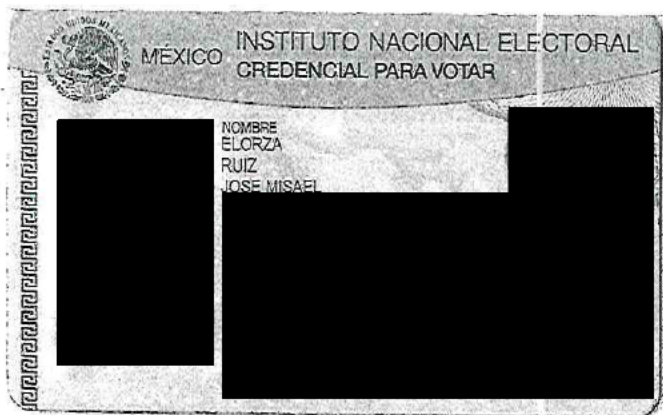 MÉXICO
INSTITUTO NACIONAL ELECTORAL
CREDENCIAL PARA VOTAR
NOMBRE
ELORZA
RUIZ
JOSE MISAEL